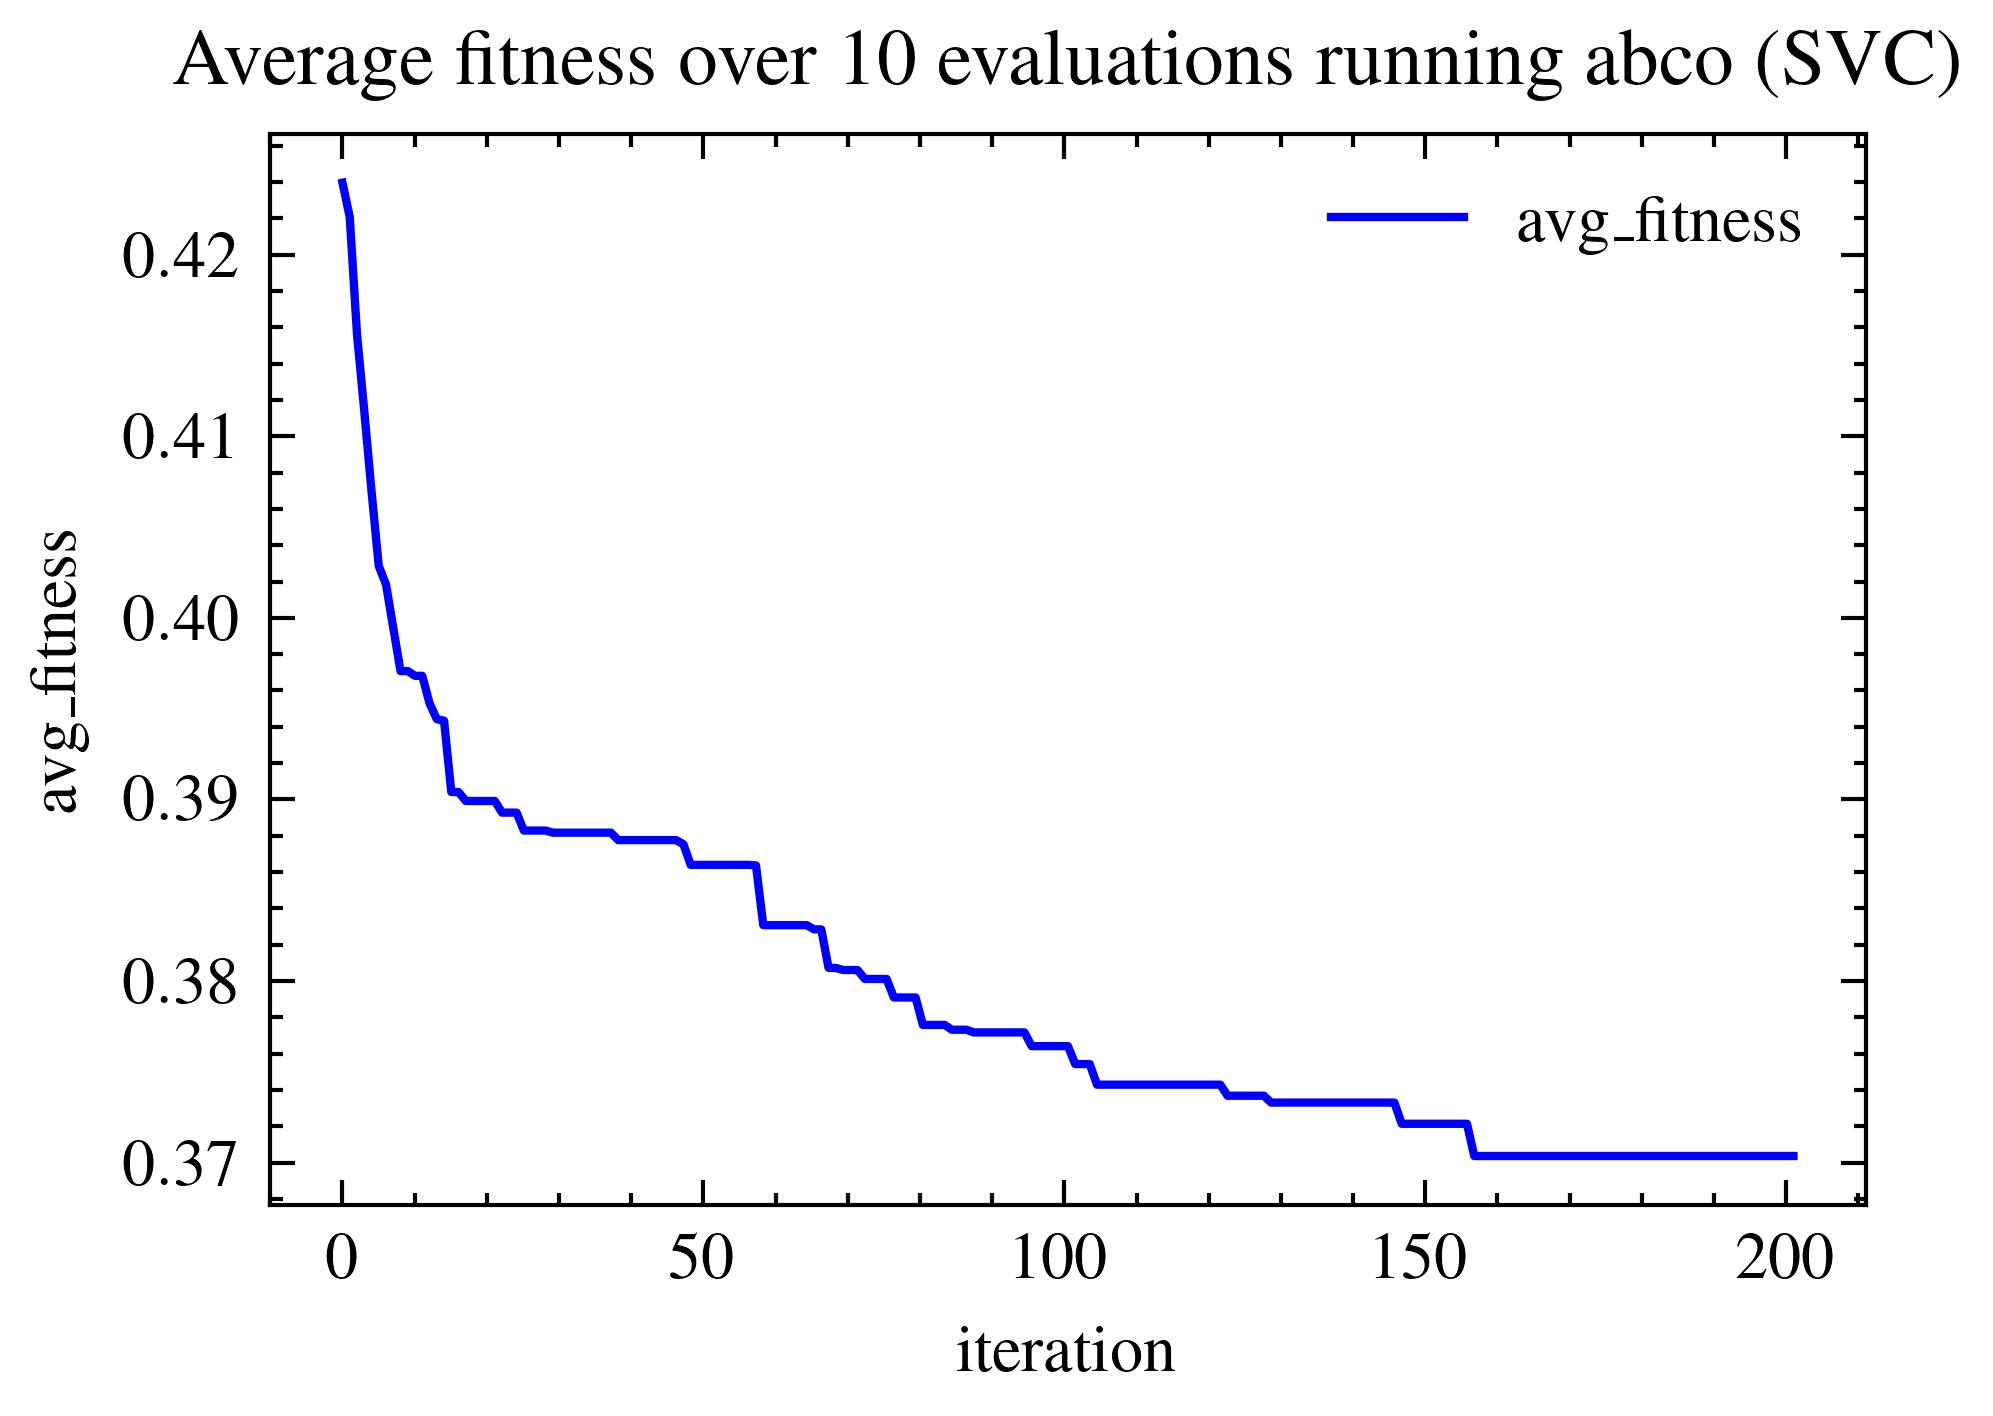 Average fitness over 10 evaluations running abco (SVC)
avg_fitness
0.42
0.41
0.40
0.39
0.38
0.37
avg_fitness
0 50 100 150 200
iteration